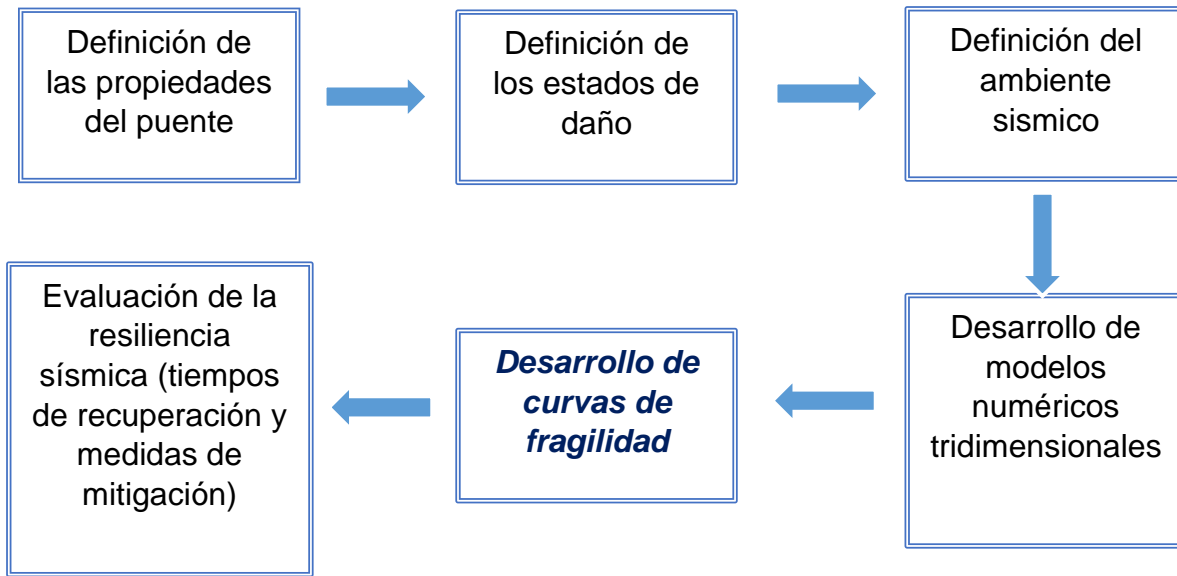 Definición de
las propiedades
del puente
Definición de
los estados de
daño
Definición del
ambiente
sismico
Desarrollo de
modelos
numéricos
tridimensionales
Desarrollo de
curvas de
fragilidad
Evaluación de la
resiliencia
sísmica (tiempos
de recuperación y
medidas de
mitigación)